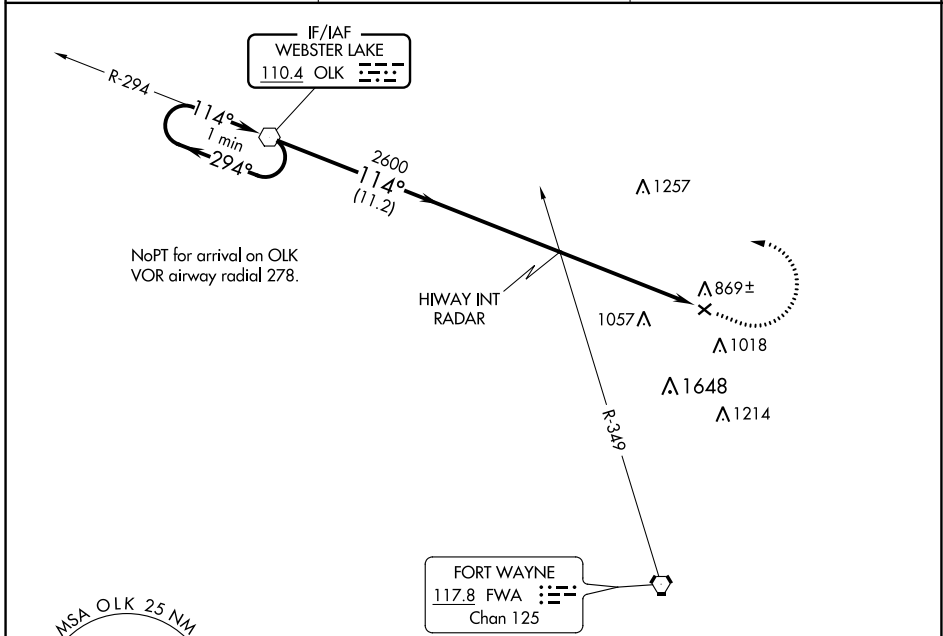 IF/IAF
WEBSTER LAKE
110.4 OLK
R-294
114°
1 min
294°
2600
114°
(11.2)
1257
NoPT for arrival on OLK
VOR airway radial 278.
HIWAY INT
RADAR
869±
1057
1018
1648
1214
R-349
FORT WAYNE
117.8 FWA
Chan 125
MSA OLK 25 NM